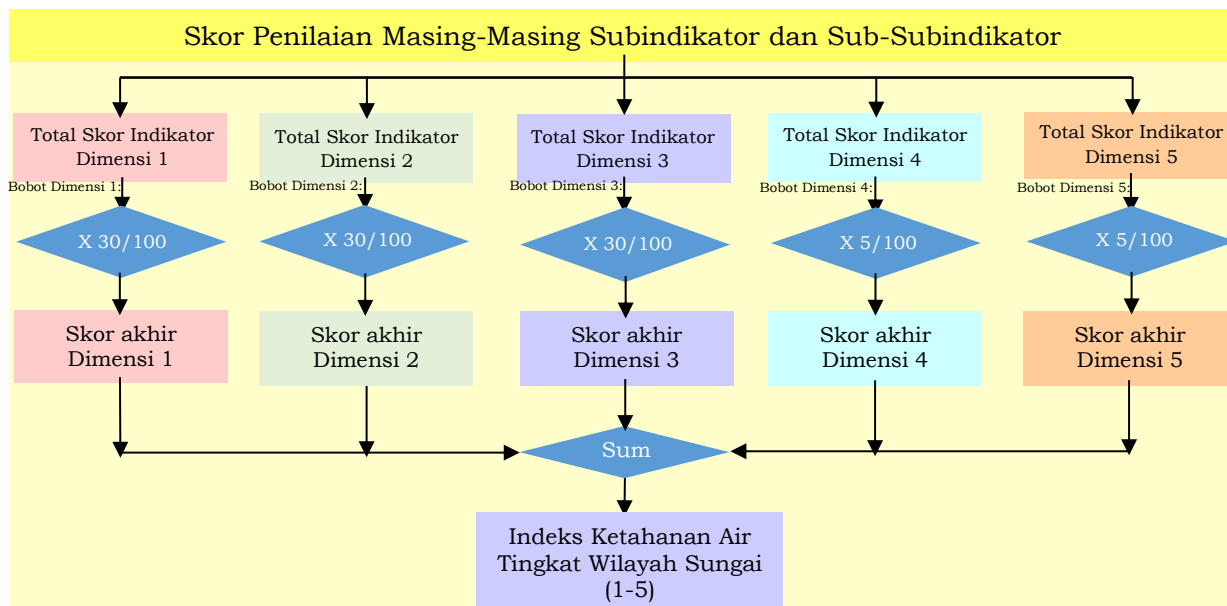 Skor Penilaian Masing-Masing Subindikator dan Sub-Subindikator
Total Skor Indikator
Dimensi 1
Total Skor Indikator
Dimensi 2
Total Skor Indikator
Dimensi 3
Total Skor Indikator
Dimensi 4
Total Skor Indikator
Dimensi 5
Bobot Dimensi 1:
Bobot Dimensi 2:
Bobot Dimensi 3:
Bobot Dimensi 4:
Bobot Dimensi 5:
X 30/100
X 30/100
X 30/100
X 5/100
X 5/100
Skor akhir
Dimensi 1
Skor akhir
Dimensi 2
Skor akhir
Dimensi 3
Skor akhir
Dimensi 4
Skor akhir
Dimensi 5
Sum
Indeks Ketahanan Air
Tingkat Wilayah Sungai
(1-5)